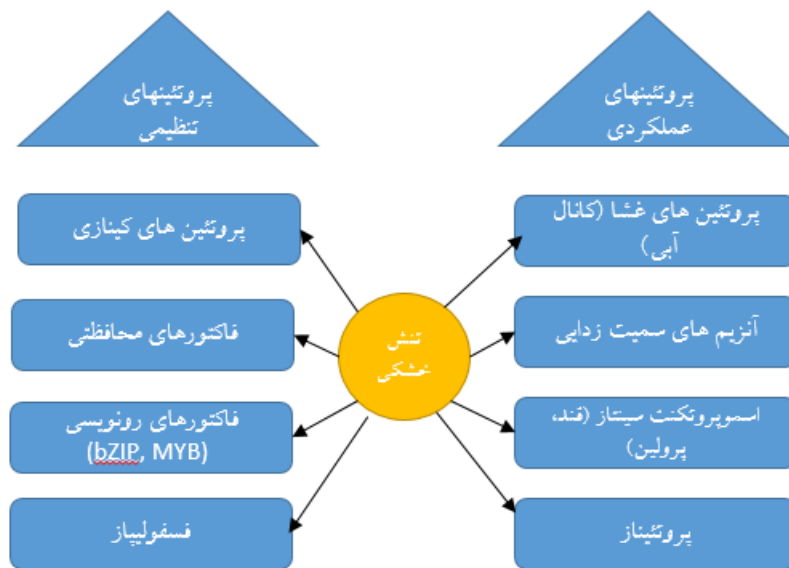 پروتئینهای
عملکردی
پروتئینهای
تنظیمی
پروتئین های غشا (کانال
آبی)
پروتئین های کینازی
آنزیم های سمیت زدایی
فاکتورهای محافظتی
تنش
خشکی
اسموپروتکنت سینتاز (قند،
پرولین)
فاکتورهای رونویسی
(bZIP, MYB)
پروتئیناز
فسفولیپاز